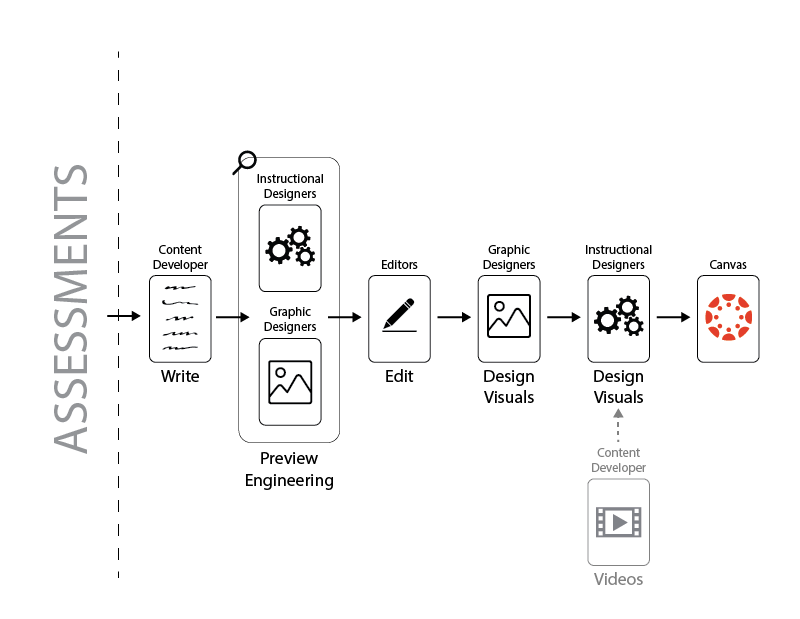 ASSESSMENTS
Content
Developer
Write
Instructional
Designers
Graphic
Designers
Preview
Engineering
Editors
Edit
Graphic
Designers
Design
Visuals
Instructional
Designers
Design
Visuals
Content
Developer
Videos
Canvas